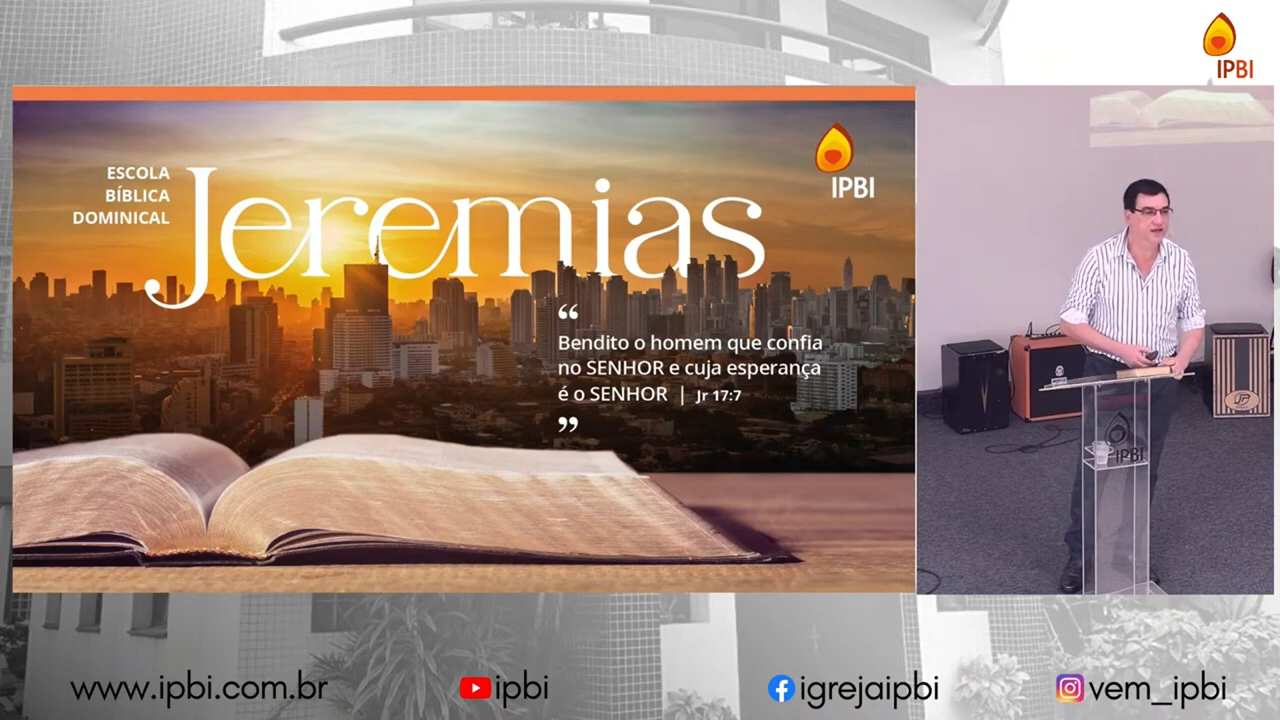 IPBI
ESCOLA
BÍBLICA
DOMINICAL
Jeremias
IPBI
“
Bendito o homem que confia
no SENHOR e cuja esperança
é o SENHOR | Jr 17:7
”
IPBI
www.ipbi.com.br
ipbi
igrejaipbi
vem_ipbi